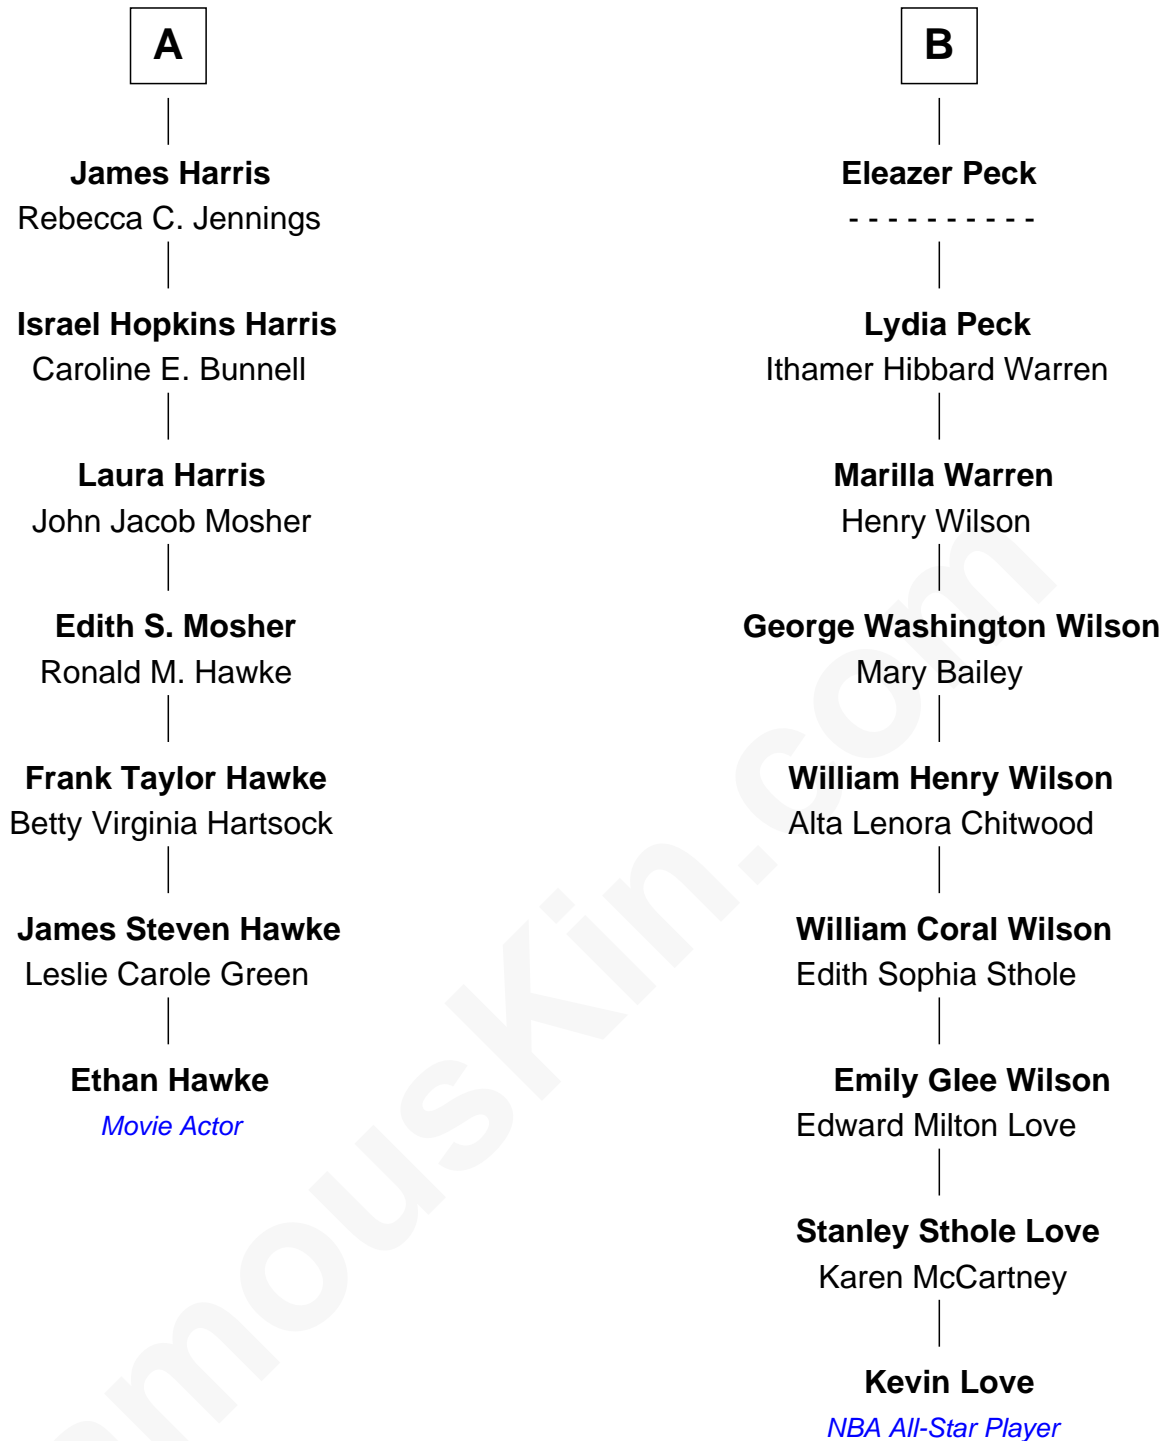 A
James Harris
Rebecca C. Jennings
Israel Hopkins Harris
Caroline E. Bunnell
Laura Harris
John Jacob Mosher
Edith S. Mosher
Ronald M. Hawke
Frank Taylor Hawke
Betty Virginia Hartsock
James Steven Hawke
Leslie Carole Green
Ethan Hawke
Movie Actor
B
Eleazer Peck
- - - - - - - - - -
Lydia Peck
Ithamer Hibbard Warren
Marilla Warren
Henry Wilson
George Washington Wilson
Mary Bailey
William Henry Wilson
Alta Lenora Chitwood
William Coral Wilson
Edith Sophia Sthole
Emily Glee Wilson
Edward Milton Love
Stanley Sthole Love
Karen McCartney
Kevin Love
NBA All-Star Player
mousKin.com